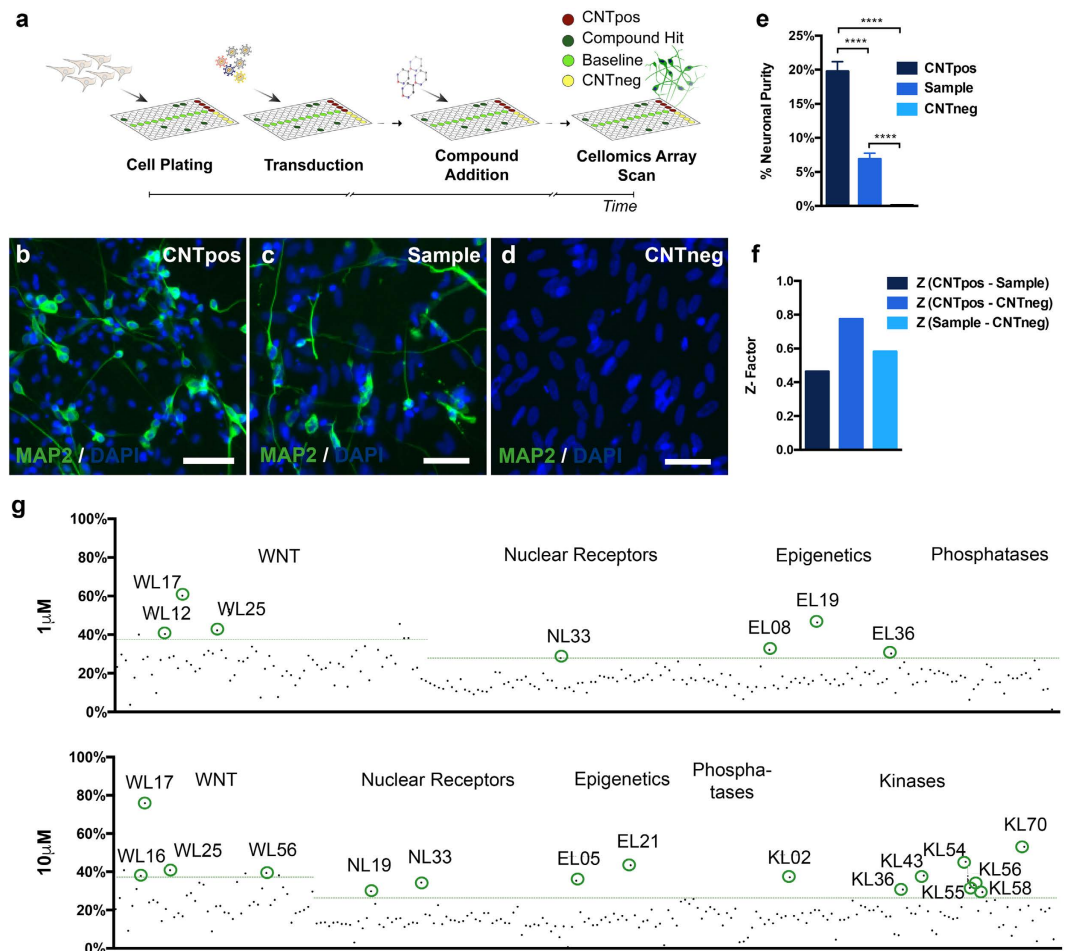 a
CNTpos
Compound Hit
Baseline
CNTneg
Cell Plating
Transduction
Compound
Addition
Cellomics Array
Scan
Time
e
****
****
****
25%
20%
15%
10%
5%
0%
% Neuronal Purity
CNTpos
Sample
CNTneg
b
CNTpos
MAP2 / DAPI
c
Sample
MAP2 / DAPI
d
CNTneg
MAP2 / DAPI
f
1.0
0.8
0.6
0.4
0.2
0.0
Z- Factor
Z (CNTpos - Sample)
Z (CNTpos - CNTneg)
Z (Sample - CNTneg)
g
1µM
100%
80%
60%
40%
20%
0%
WNT
Nuclear Receptors
Epigenetics
Phosphatases
WL17
WL12
WL25
NL33
EL08
EL19
EL36
10µM
100%
80%
60%
40%
20%
0%
WNT
Nuclear Receptors
Epigenetics
Phospha-
tases
Kinases
WL17
WL16
WL25
WL56
NL19
NL33
EL05
EL21
KL02
KL36
KL43
KL54
KL55
KL56
KL58
KL70